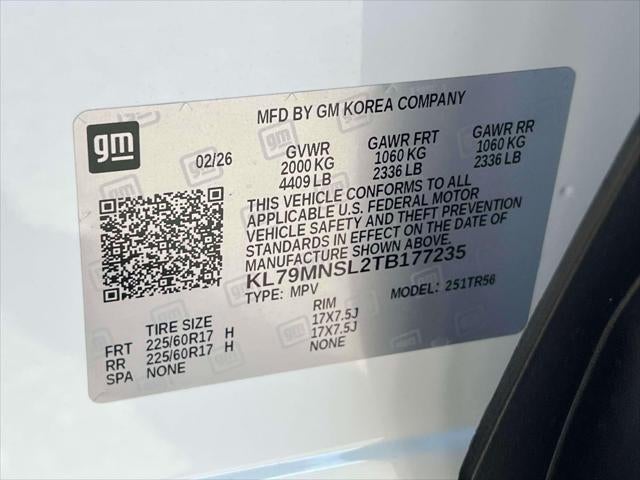 MFD BY GM KOREA COMPANY
gm
02/26
GVWR GAWR FRT GAWR RR
2000 KG 1060 KG 1060 KG
4409 LB 2336 LB 2336 LB
THIS VEHICLE CONFORMS TO ALL
APPLICABLE U.S. FEDERAL MOTOR
VEHICLE SAFETY AND THEFT PREVENTION
STANDARDS IN EFFECT ON THE DATE OF
MANUFACTURE SHOWN ABOVE.
KL79MNSL2TB177235
TYPE: MPV MODEL: 251TR56
TIRE SIZE RIM
FRT 225/60R17 H 17X7.5J
RR 225/60R17 H 17X7.5J
SPA NONE NONE